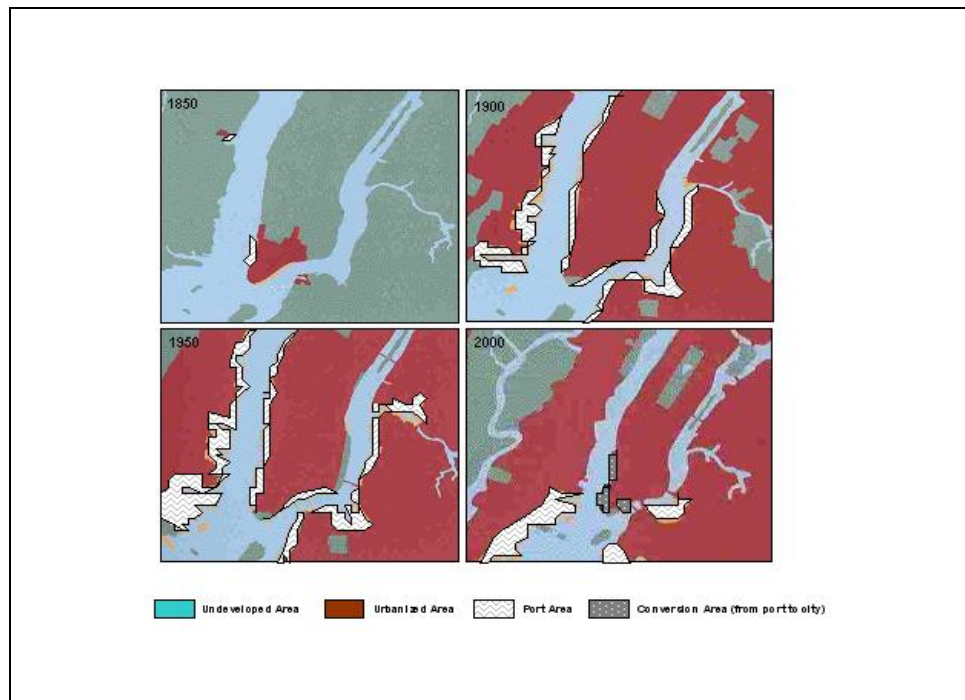 1850
1900
1950
2000
Undeveloped Area
Urbanized Area
Port Area
Conversion Area (from port to city)